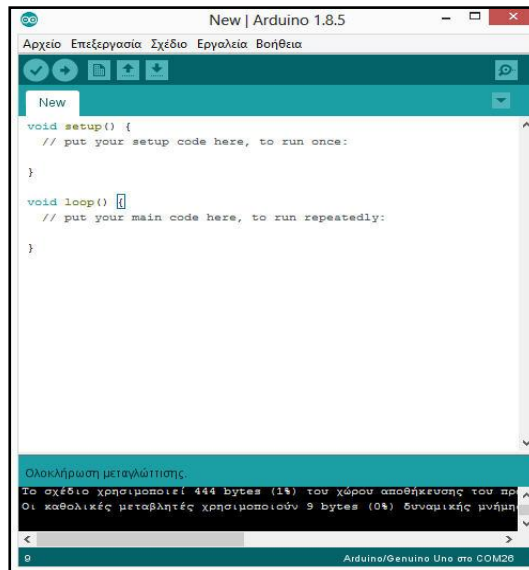 New | Arduino 1.8.5
Αρχείο Επεξεργασία Σχέδιο Εργαλεία Βοήθεια
New
void setup() {
// put your setup code here, to run once:
}
void loop() {
// put your main code here, to run repeatedly:
}
Ολοκλήρωση μεταγλώττισης.
Το σχέδιο χρησιμοποιεί 444 bytes (1%) του χώρου αποθήκευσης του
Οι καθολικές μεταβλητές χρησιμοποιούν 9 bytes (0%) δυναμικής
9
Arduino/Genuino Uno στο COM26